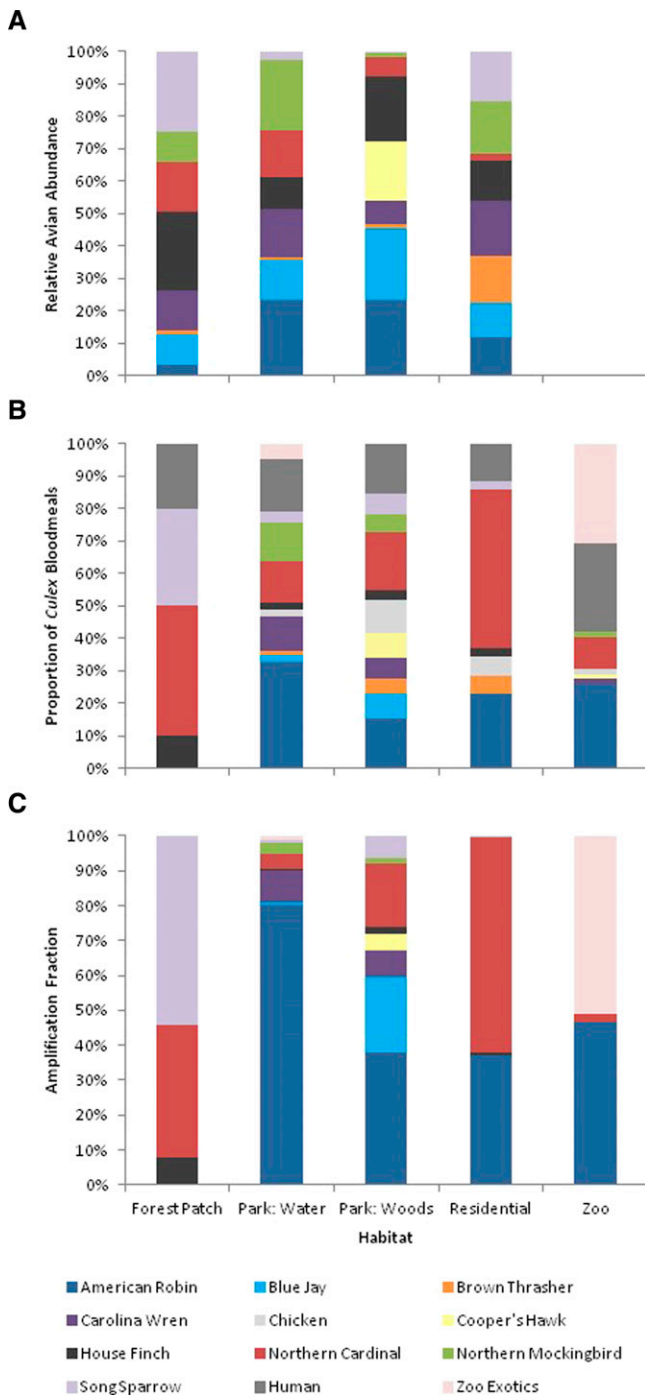 A
100%
90%
80%
70%
60%
50%
40%
30%
20%
10%
0%
Relative Avian Abundance
B
100%
90%
80%
70%
60%
50%
40%
30%
20%
10%
0%
Proportion of Culex Bloodmeals
C
100%
90%
80%
70%
60%
50%
40%
30%
20%
10%
0%
Amplification Fraction
Forest Patch Park: Water Park: Woods Residential Zoo
Habitat
American Robin Blue Jay Brown Thrasher
Carolina Wren Chicken Cooper's Hawk
House Finch Northern Cardinal Northern Mockingbird
Song Sparrow Human Zoo Exotics